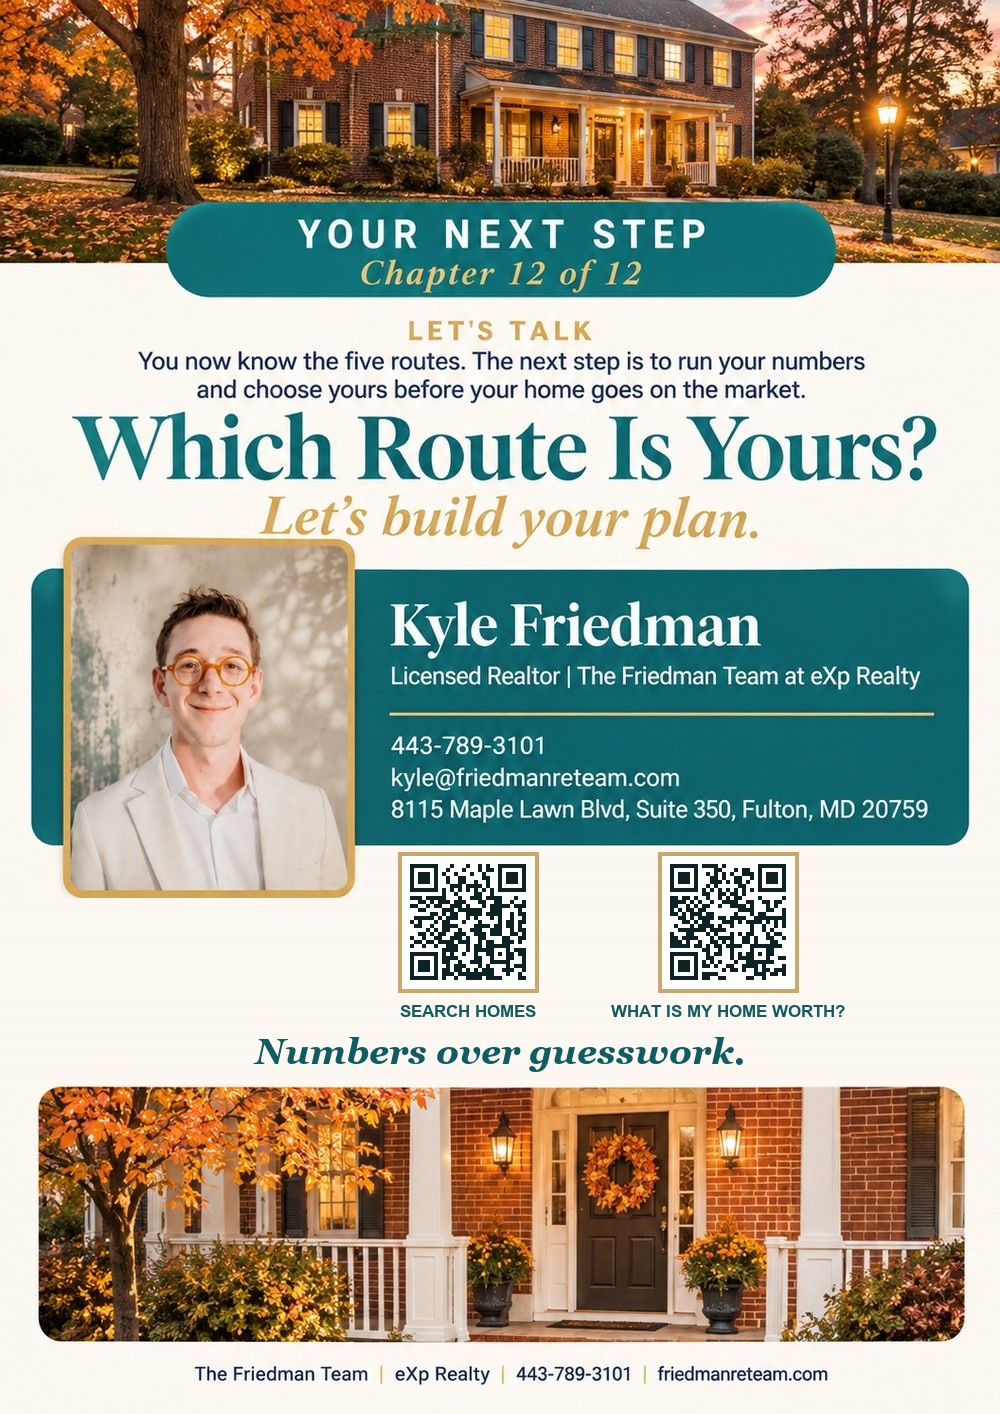 YOUR NEXT STEP
Chapter 12 of 12
LET'S TALK
You now know the five routes. The next step is to run your numbers
and choose yours before your home goes on the market.
Which Route Is Yours?
Let's build your plan.
Kyle Friedman
Licensed Realtor | The Friedman Team at eXp Realty
443-789-3101
kyle@friedmanreteam.com
8115 Maple Lawn Blvd, Suite 350, Fulton, MD 20759
SEARCH HOMES
WHAT IS MY HOME WORTH?
Numbers over guesswork.
The Friedman Team | eXp Realty | 443-789-3101 | friedmanreteam.com